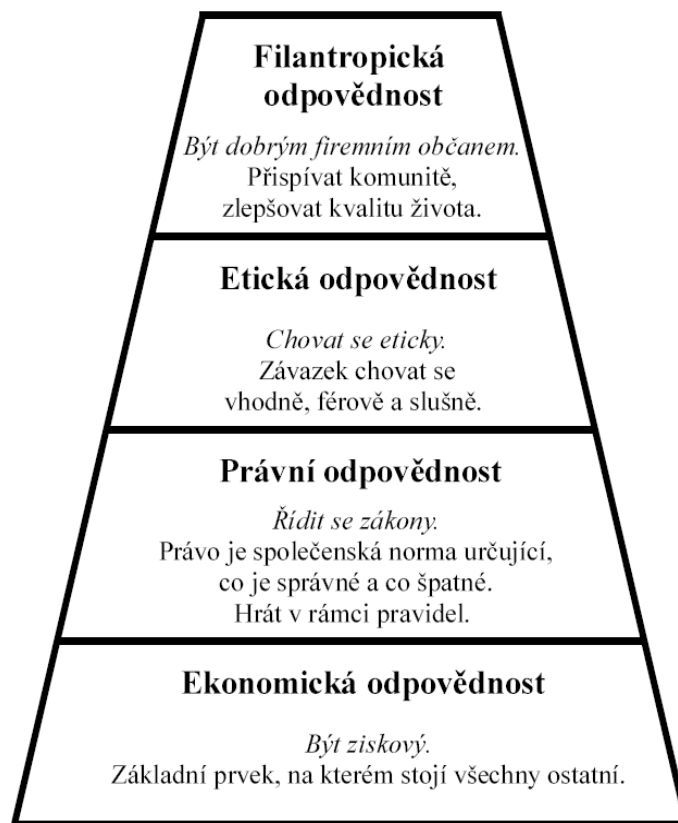 Filantropická
odpovědnost
Být dobrým firemním občanem.
Přispívat komunitě,
zlepšovat kvalitu života.
Etická odpovědnost
Chovat se eticky.
Závazek chovat se
vhodně, férově a slušně.
Právní odpovědnost
Řídit se zákony.
Právo je společenská norma určující,
co je správné a co špatné.
Hrát v rámci pravidel.
Ekonomická odpovědnost
Být ziskový.
Základní prvek, na kterém stojí všechny ostatní.